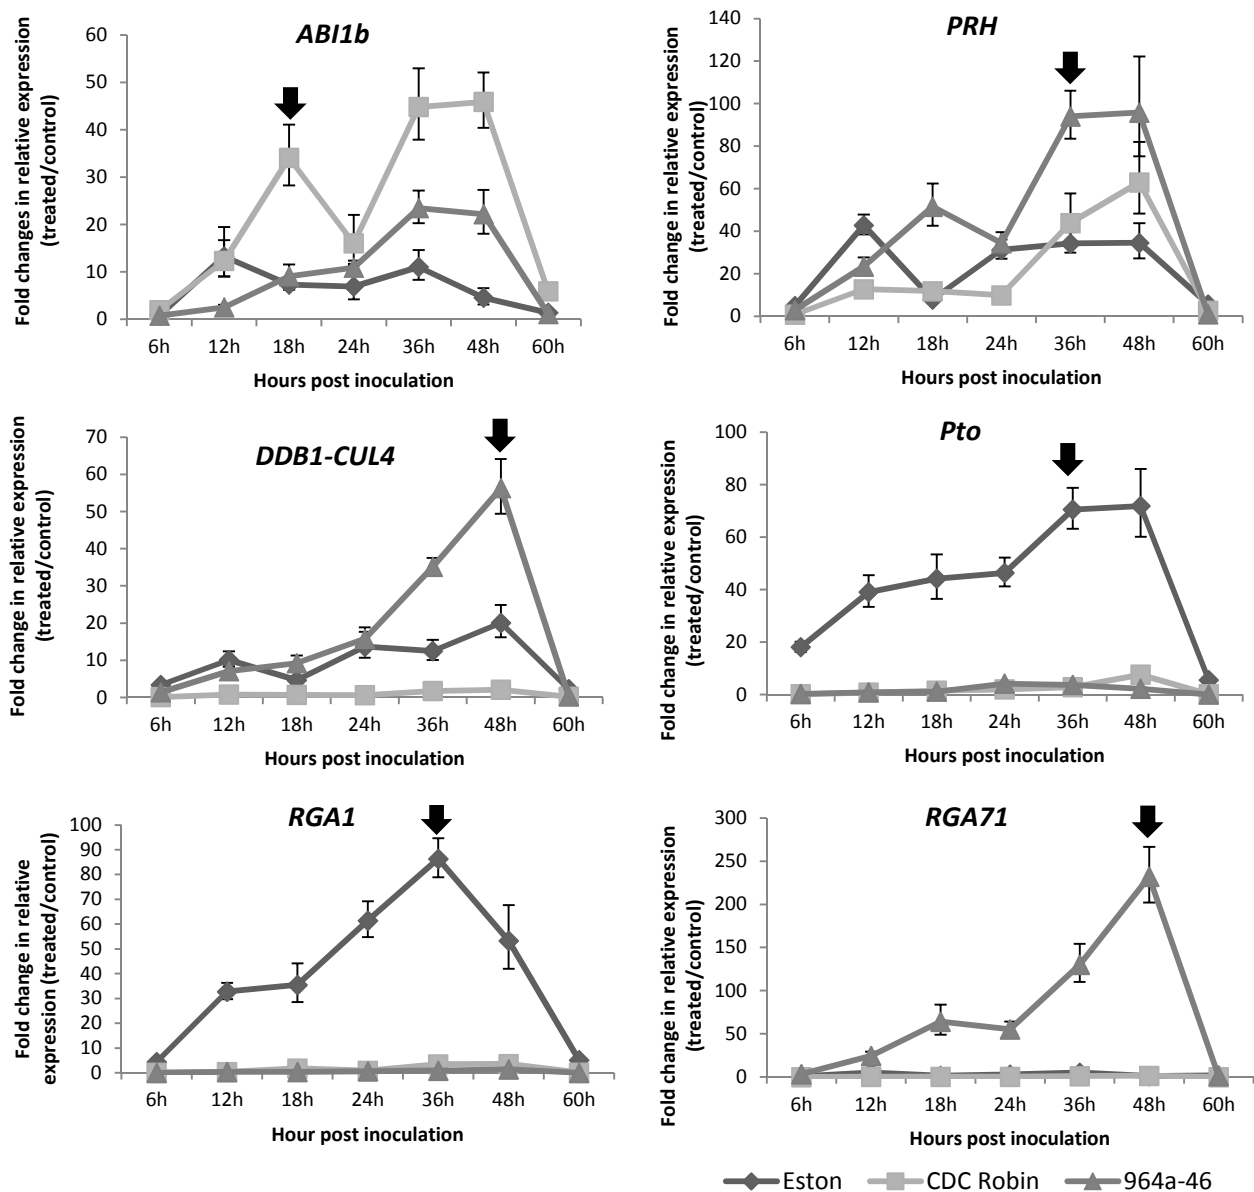 ABI1b
Fold changes in relative expression
(treated/control)
60
50
40
30
20
10
0
6h 12h 18h 24h 36h 48h 60h
Hours post inoculation
PRH
Fold change in relative expression
(treated/control)
140
120
100
80
60
40
20
0
6h 12h 18h 24h 36h 48h 60h
Hours post inoculation
DDB1-CUL4
Fold change in relative expression
(treated/control)
70
60
50
40
30
20
10
0
6h 12h 18h 24h 36h 48h 60h
Hours post inoculation
Pto
Fold change in relative expression
(treated/control)
100
80
60
40
20
0
6h 12h 18h 24h 36h 48h 60h
Hours post inoculation
RGA1
Fold change in relative
expression (treated/control)
100
90
80
70
60
50
40
30
20
10
0
6h 12h 18h 24h 36h 48h 60h
Hour post inoculation
RGA71
Fold change in relative expression
(treated/control)
300
250
200
150
100
50
0
6h 12h 18h 24h 36h 48h 60h
Hours post inoculation
Eston CDC Robin 964a-46